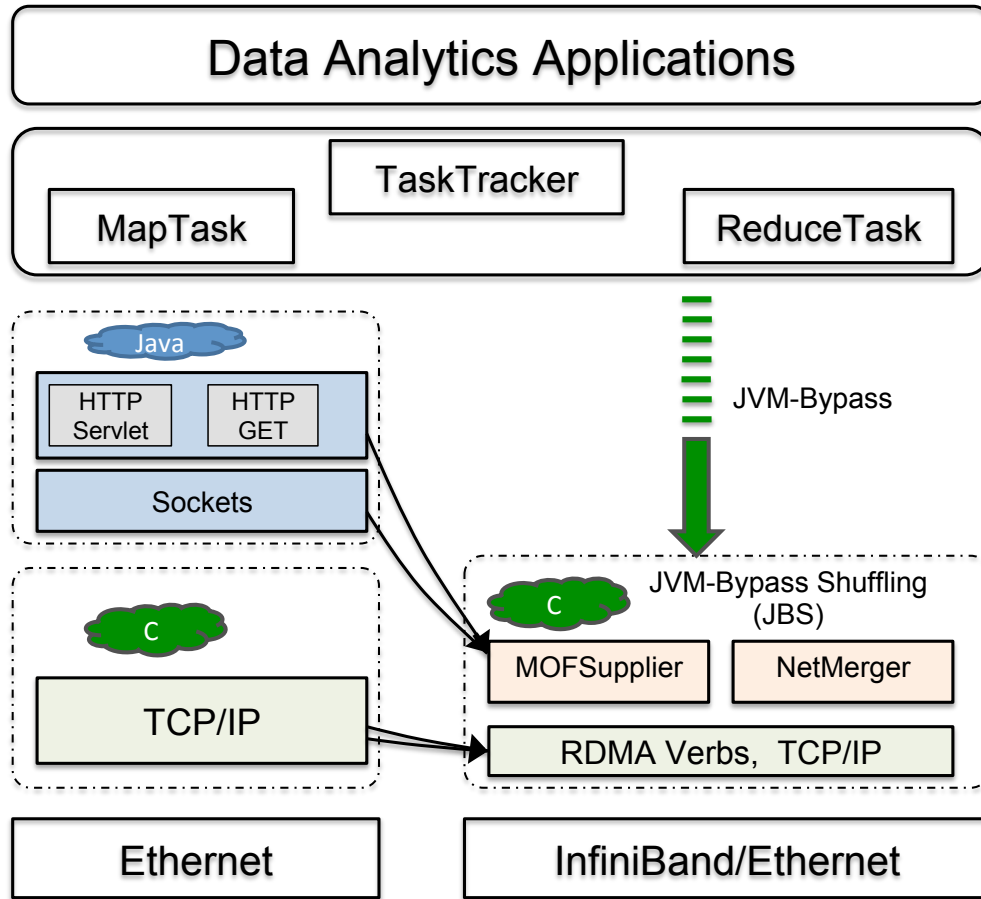 Data Analytics Applications
TaskTracker
MapTask
ReduceTask
Java
HTTP
Servlet
HTTP
GET
Sockets
JVM-Bypass
C
TCP/IP
C
JVM-Bypass Shuffling
(JBS)
MOFSupplier
NetMerger
RDMA Verbs, TCP/IP
Ethernet
InfiniBand/Ethernet